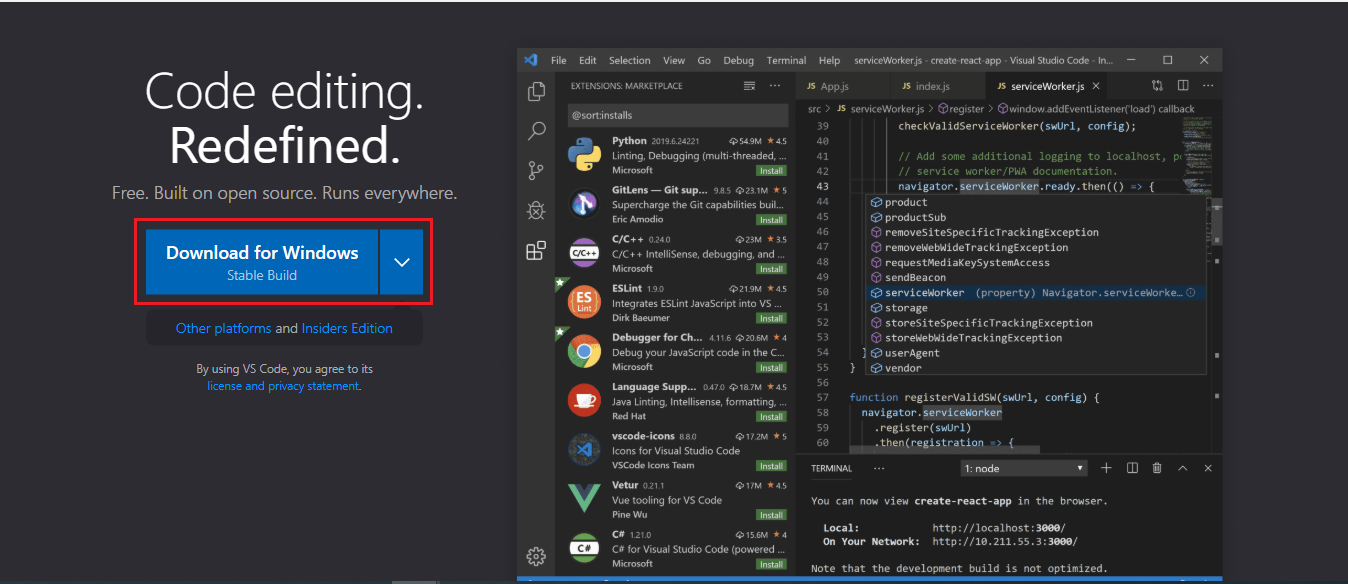 Code editing.
Redefined.
Free. Built on open source. Runs everywhere.
Download for Windows
Stable Build
Other platforms and Insiders Edition
By using VS Code, you agree to its
license and privacy statement.
File Edit Selection View Go Debug Terminal Help serviceWorker.js - create-react-app - Visual Studio Code - In...
EXTENSIONS: MARKETPLACE
@sort:installs
Python 2019.6.24221 54.9M 4.5
Linting, Debugging (multi-threaded, ...
Microsoft Install
GitLens — Git sup... 9.8.5 23.1M 5
Supercharge the Git capabilities buil...
Eric Amodio Install
C/C++
C/C++ 0.24.0 23M 3.5
C/C++ IntelliSense, debugging, and ...
Microsoft Install
ES
Lint
ESLint 1.9.0 21.9M 4.5
Integrates ESLint JavaScript into VS ...
Dirk Baeumer Install
Debugger for Ch... 4.11.6 20.6M 4
Debug your JavaScript code in the C...
Microsoft Install
Language Supp... 0.47.0 18.7M 4.5
Java Linting, Intellisense, formatting, ...
Red Hat Install
vscode-icons 8.8.0 17.2M 5
Icons for Visual Studio Code
VSCode Icons Team Install
Vetur 0.21.1 17M 4.5
Vue tooling for VS Code
Pine Wu Install
C#
C# 1.21.0 15.6M 4
C# for Visual Studio Code (powered ...
Microsoft Install
JS App.js JS index.js JS serviceWorker.js
src > JS serviceWorker.js > register > window.addEventListener('load') callback
39 checkValidServiceWorker(swUrl, config);
40
41 // Add some additional logging to localhost, po
42 // service worker/PWA documentation.
43 navigator.serviceWorker.ready.then(() => {
44 product
45 productSub
46 removeSiteSpecificTrackingException
47 removeWebWideTrackingException
48 requestMediaKeySystemAccess
49 sendBeacon
50 serviceWorker (property) Navigator.serviceWorke...
51 storage
52 storeSiteSpecificTrackingException
53 storeWebWideTrackingException
54 } userAgent
55 } vendor
56
57 function registerValidSW(swUrl, config) {
58 navigator.serviceWorker
59 .register(swUrl)
60 .then(registration => {
TERMINAL ... 1: node
You can now view create-react-app in the browser.
Local: http://localhost:3000/
On Your Network: http://10.211.55.3:3000/
Note that the development build is not optimized.